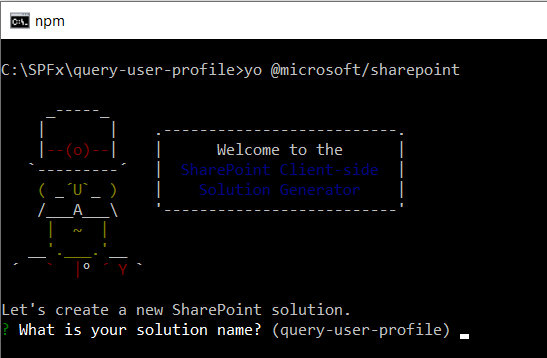 npm
C:\SPFx\query-user-profile>yo @microsoft/sharepoint
Welcome to the
SharePoint Client-side
Solution Generator
Let's create a new SharePoint solution.
? What is your solution name? (query-user-profile)